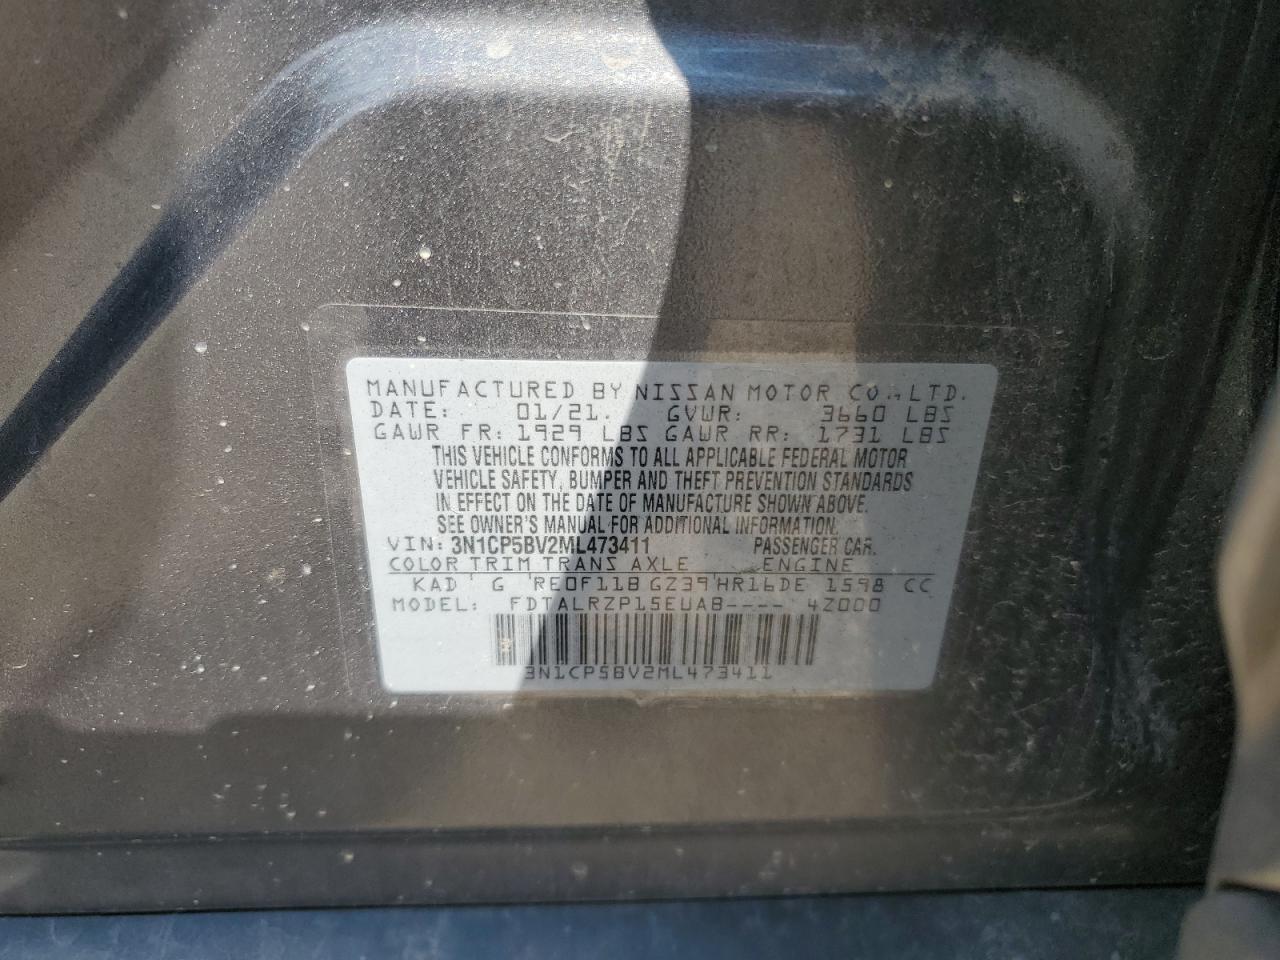 MANUFACTURED BY NISSAN MOTOR CO., LTD.
DATE: 01/21. GVWR: 3660 LBS
GAWR FR: 1929 LBS GAWR RR: 1731 LBS
THIS VEHICLE CONFORMS TO ALL APPLICABLE FEDERAL MOTOR
VEHICLE SAFETY, BUMPER AND THEFT PREVENTION STANDARDS
IN EFFECT ON THE DATE OF MANUFACTURE SHOWN ABOVE.
SEE OWNER'S MANUAL FOR ADDITIONAL INFORMATION.
VIN: 3N1CP5BV2ML473411 PASSENGER CAR.
COLOR TRIM TRANS AXLE ENGINE
KAD G RE0F11B GZ39 HR16DE 1598 CC
MODEL: FDTALRZP15EUAB---- 4Z000
3N1CP5BV2ML473411